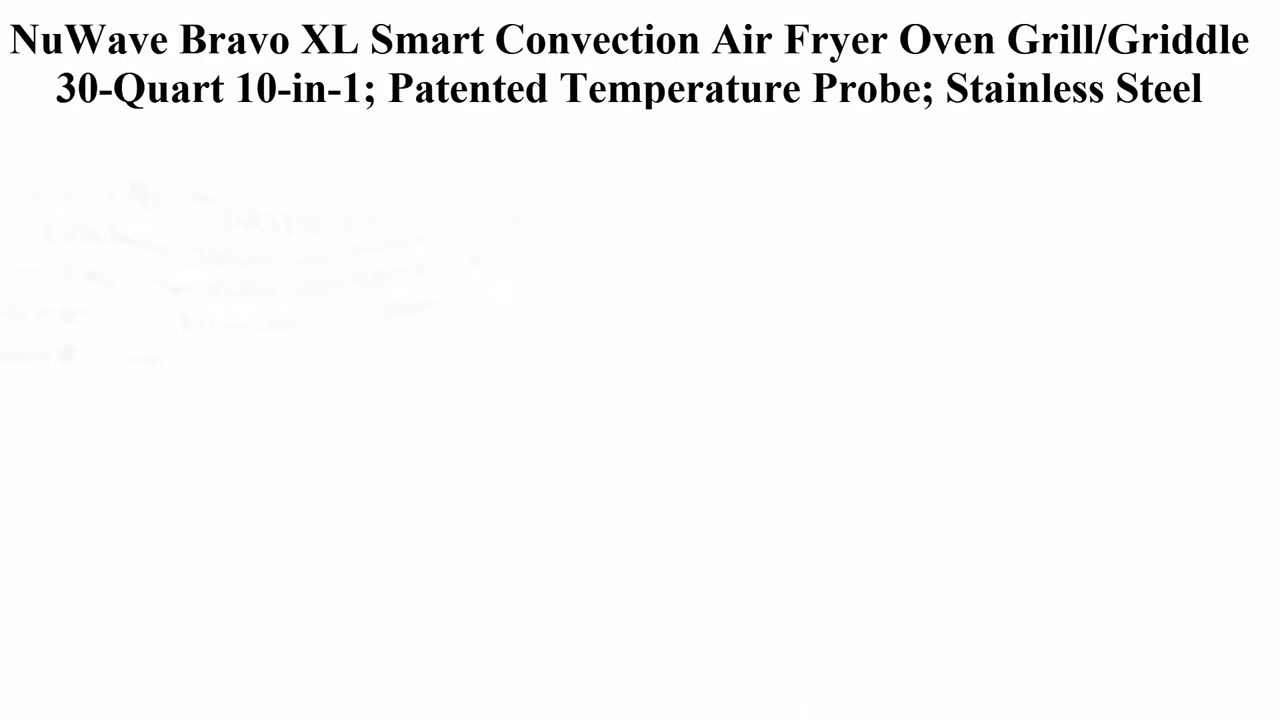 NuWave Bravo XL Smart Convection Air Fryer Oven Grill/Griddle
30-Quart 10-in-1; Patented Temperature Probe; Stainless Steel